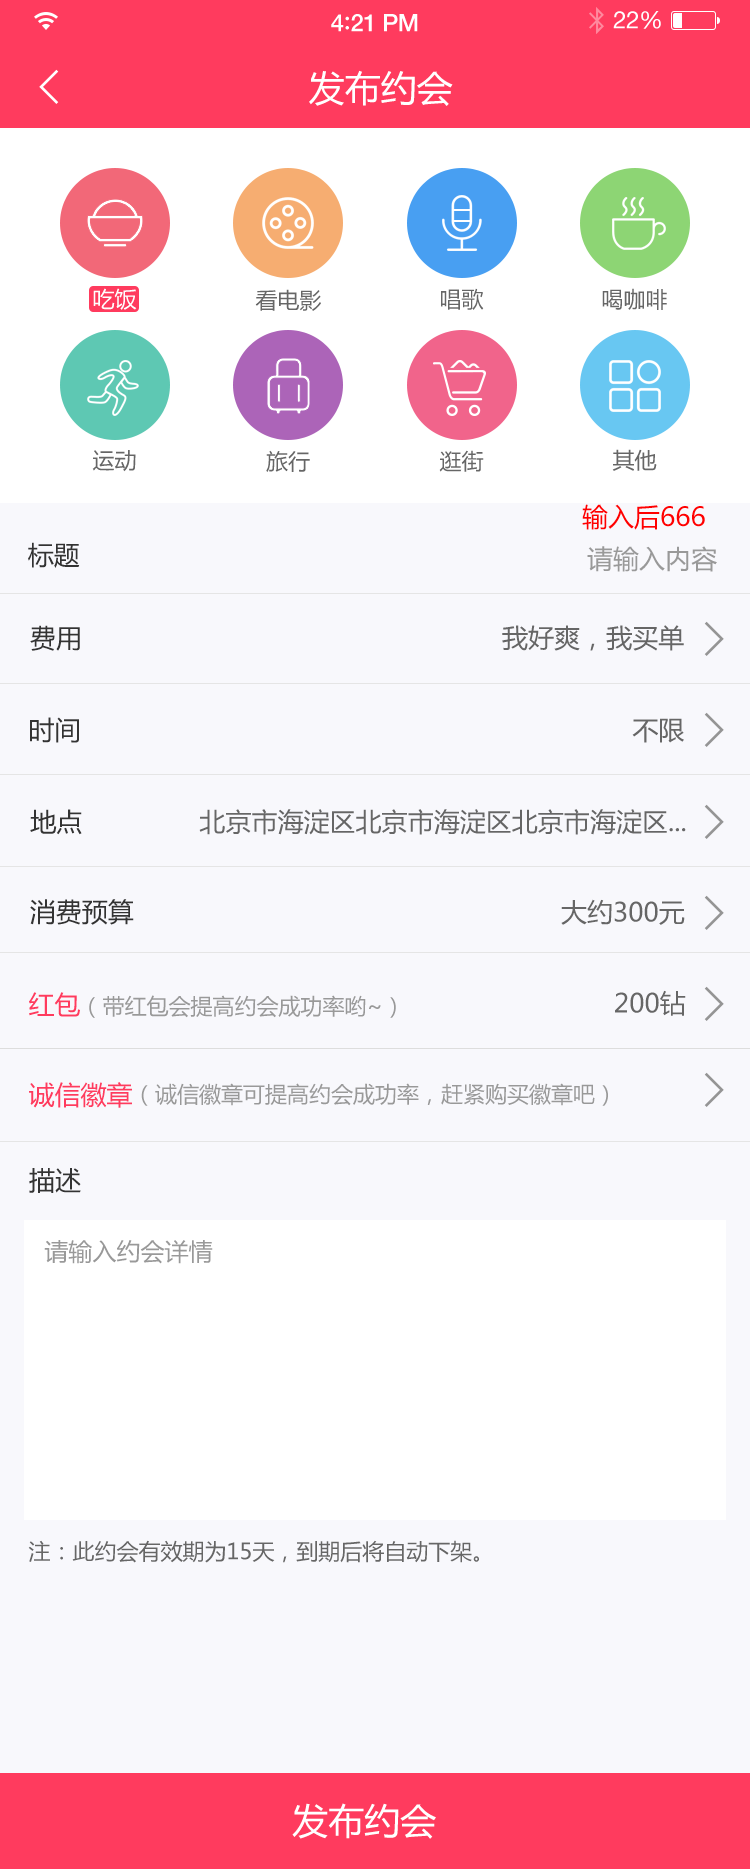 4:21 PM
22%
发布约会
吃饭
看电影
唱歌
喝咖啡
运动
旅行
逛街
其他
输入后666
标题
请输入内容
费用
我好爽，我买单
时间
不限
地点
北京市海淀区北京市海淀区北京市海淀区...
消费预算
大约300元
红包（带红包会提高约会成功率哟~）
200钻
诚信徽章（诚信徽章可提高约会成功率，赶紧购买徽章吧）
描述
请输入约会详情
注：此约会有效期为15天，到期后将自动下架。
发布约会